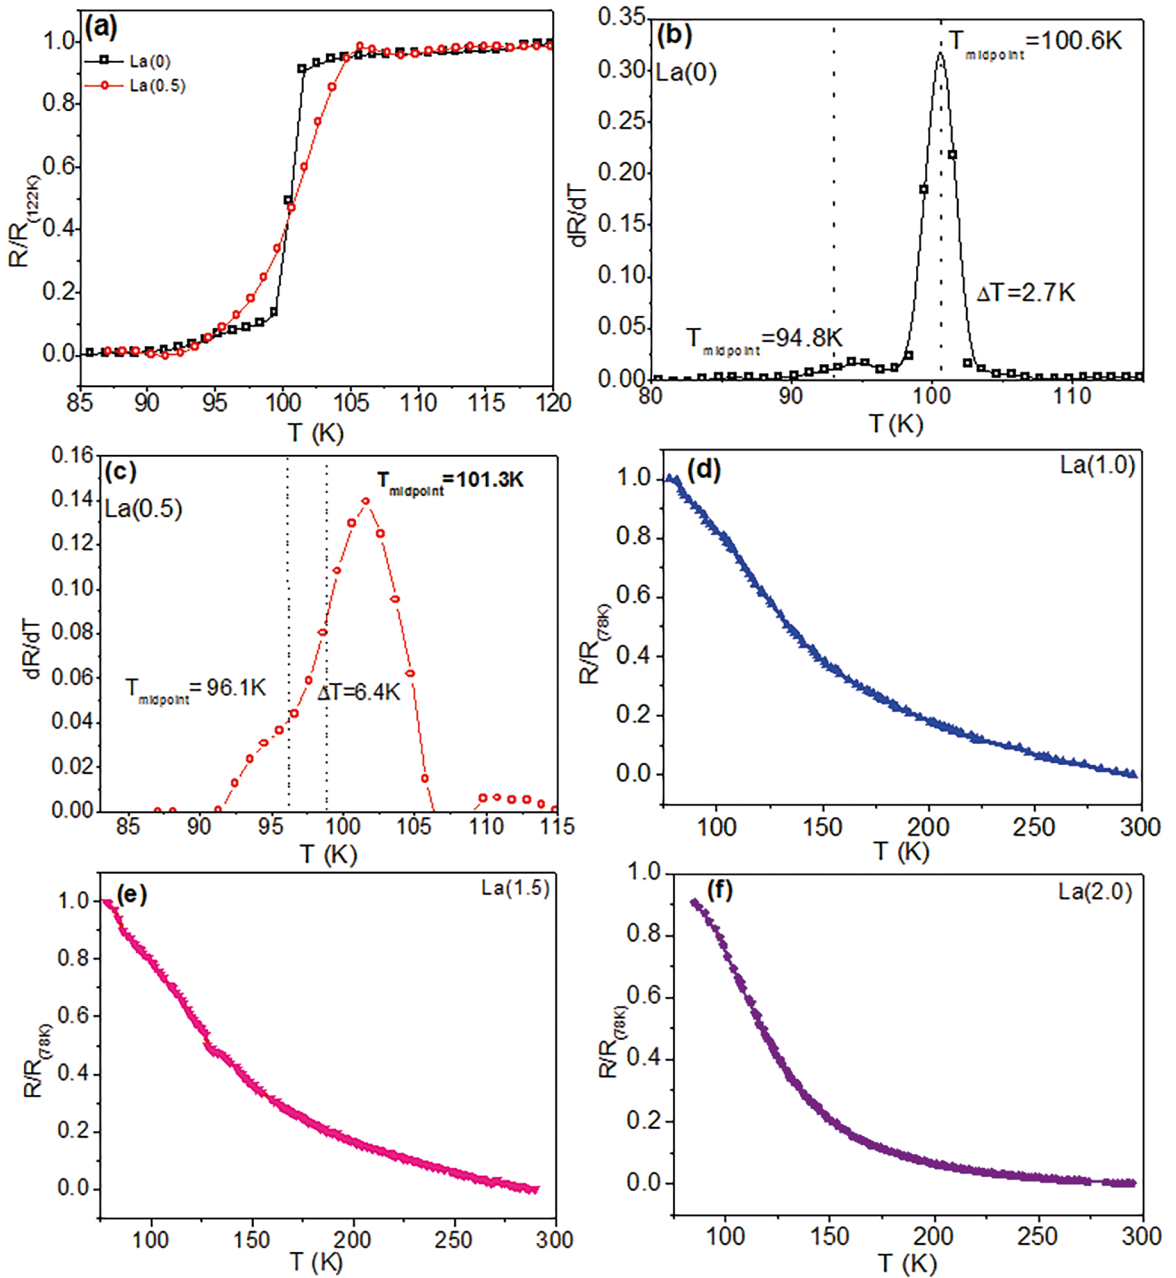 (a)
La(0)
La(0.5)
R/R(122K)
1.0
0.8
0.6
0.4
0.2
0.0
85 90 95 100 105 110 115 120
T (K)
(b)
La(0)
Tmidpoint=100.6K
Tmidpoint=94.8K
ΔT=2.7K
dR/dT
0.35
0.30
0.25
0.20
0.15
0.10
0.05
0.00
80 90 100 110
T (K)
(c)
La(0.5)
Tmidpoint=101.3K
Tmidpoint=96.1K
ΔT=6.4K
dR/dT
0.16
0.14
0.12
0.10
0.08
0.06
0.04
0.02
0.00
85 90 95 100 105 110 115
T (K)
(d)
La(1.0)
R/R(78K)
1.0
0.8
0.6
0.4
0.2
0.0
100 150 200 250 300
T (K)
(e)
La(1.5)
R/R(78K)
1.0
0.8
0.6
0.4
0.2
0.0
100 150 200 250 300
T (K)
(f)
La(2.0)
R/R(78K)
1.0
0.8
0.6
0.4
0.2
0.0
100 150 200 250 300
T (K)